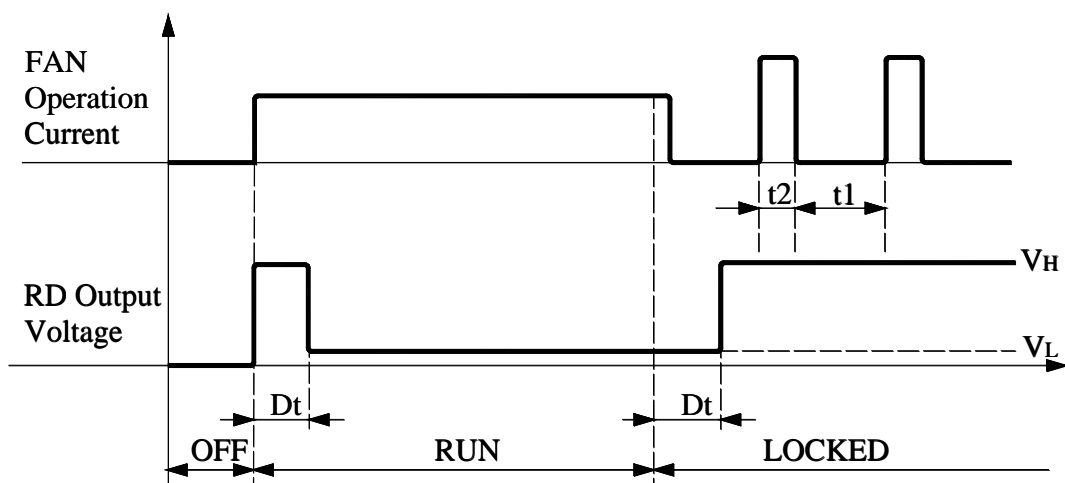 FAN
Operation
Current
t2
t1
VH
RD Output
Voltage
VL
Dt
Dt
OFF
RUN
LOCKED